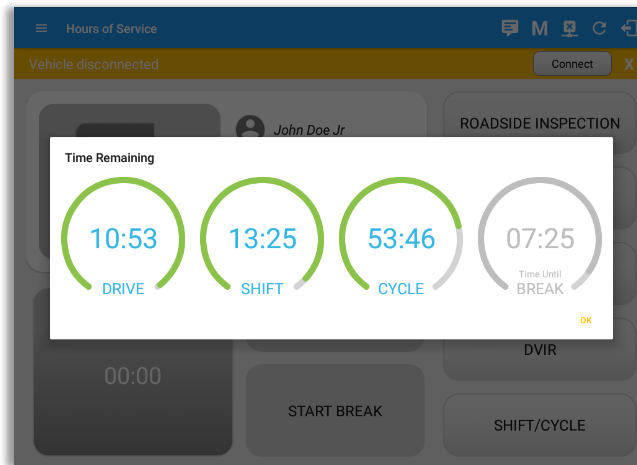 Hours of Service
M
Vehicle disconnected
Connect
X
John Doe Jr
ROADSIDE INSPECTION
Time Remaining
10:53
DRIVE
13:25
SHIFT
53:46
CYCLE
07:25
Time Until
BREAK
OK
DVIR
00:00
START BREAK
SHIFT/CYCLE